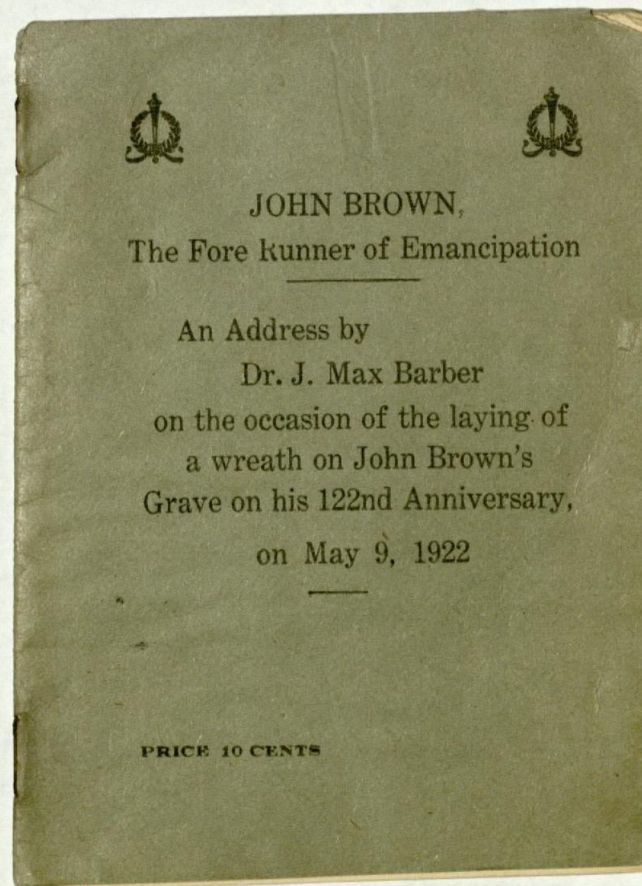 JOHN BROWN,
The Fore Runner of Emancipation
An Address by
Dr. J. Max Barber
on the occasion of the laying of
a wreath on John Brown's
Grave on his 122nd Anniversary,
on May 9, 1922
PRICE 10 CENTS